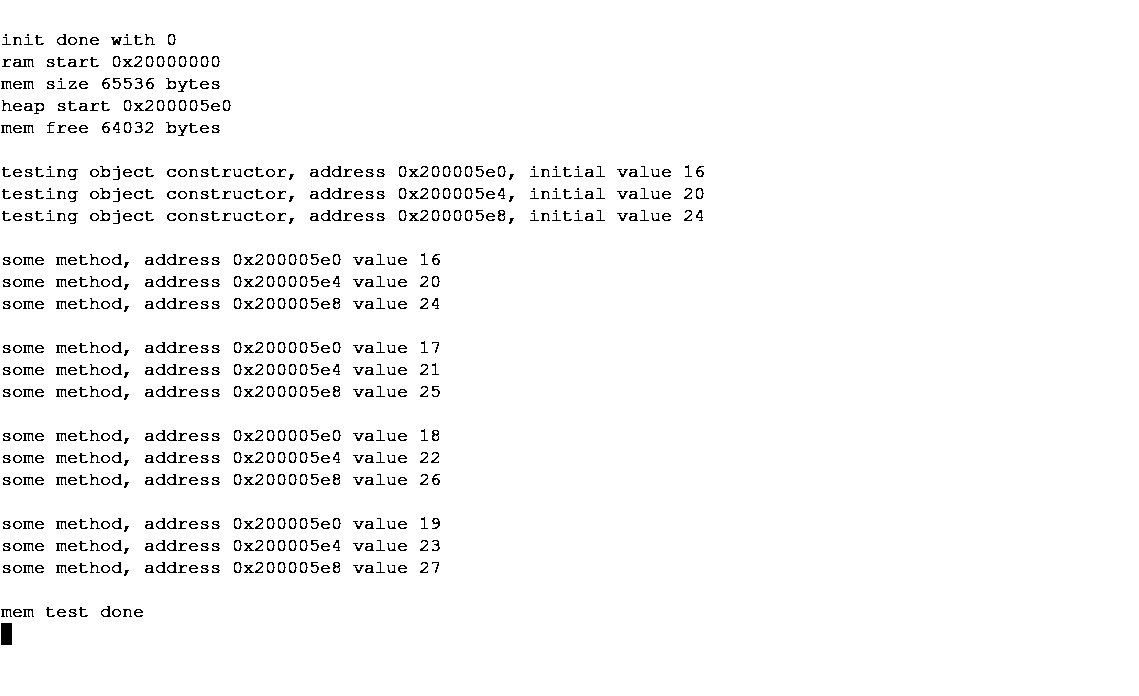 init done with 0
ram start 0x20000000
mem size 65536 bytes
heap start 0x200005e0
mem free 64032 bytes
testing object constructor, address 0x200005e0, initial value 16
testing object constructor, address 0x200005e4, initial value 20
testing object constructor, address 0x200005e8, initial value 24
some method, address 0x200005e0 value 16
some method, address 0x200005e4 value 20
some method, address 0x200005e8 value 24
some method, address 0x200005e0 value 17
some method, address 0x200005e4 value 21
some method, address 0x200005e8 value 25
some method, address 0x200005e0 value 18
some method, address 0x200005e4 value 22
some method, address 0x200005e8 value 26
some method, address 0x200005e0 value 19
some method, address 0x200005e4 value 23
some method, address 0x200005e8 value 27
mem test done